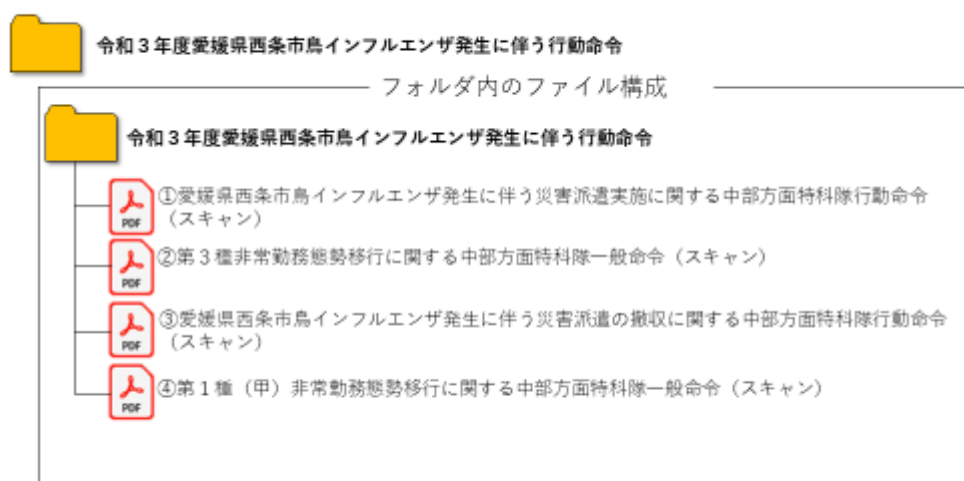 令和３年度愛媛県西条市鳥インフルエンザ発生に伴う行動命令
フォルダ内のファイル構成
令和３年度愛媛県西条市鳥インフルエンザ発生に伴う行動命令
①愛媛県西条市鳥インフルエンザ発生に伴う災害派遣実施に関する中部方面特科隊行動命令
（スキャン）
PDF
②第３種非常勤務態勢移行に関する中部方面特科隊一般命令（スキャン）
PDF
③愛媛県西条市鳥インフルエンザ発生に伴う災害派遣の撤収に関する中部方面特科隊行動命令
（スキャン）
PDF
④第１種（甲）非常勤務態勢移行に関する中部方面特科隊一般命令（スキャン）
PDF